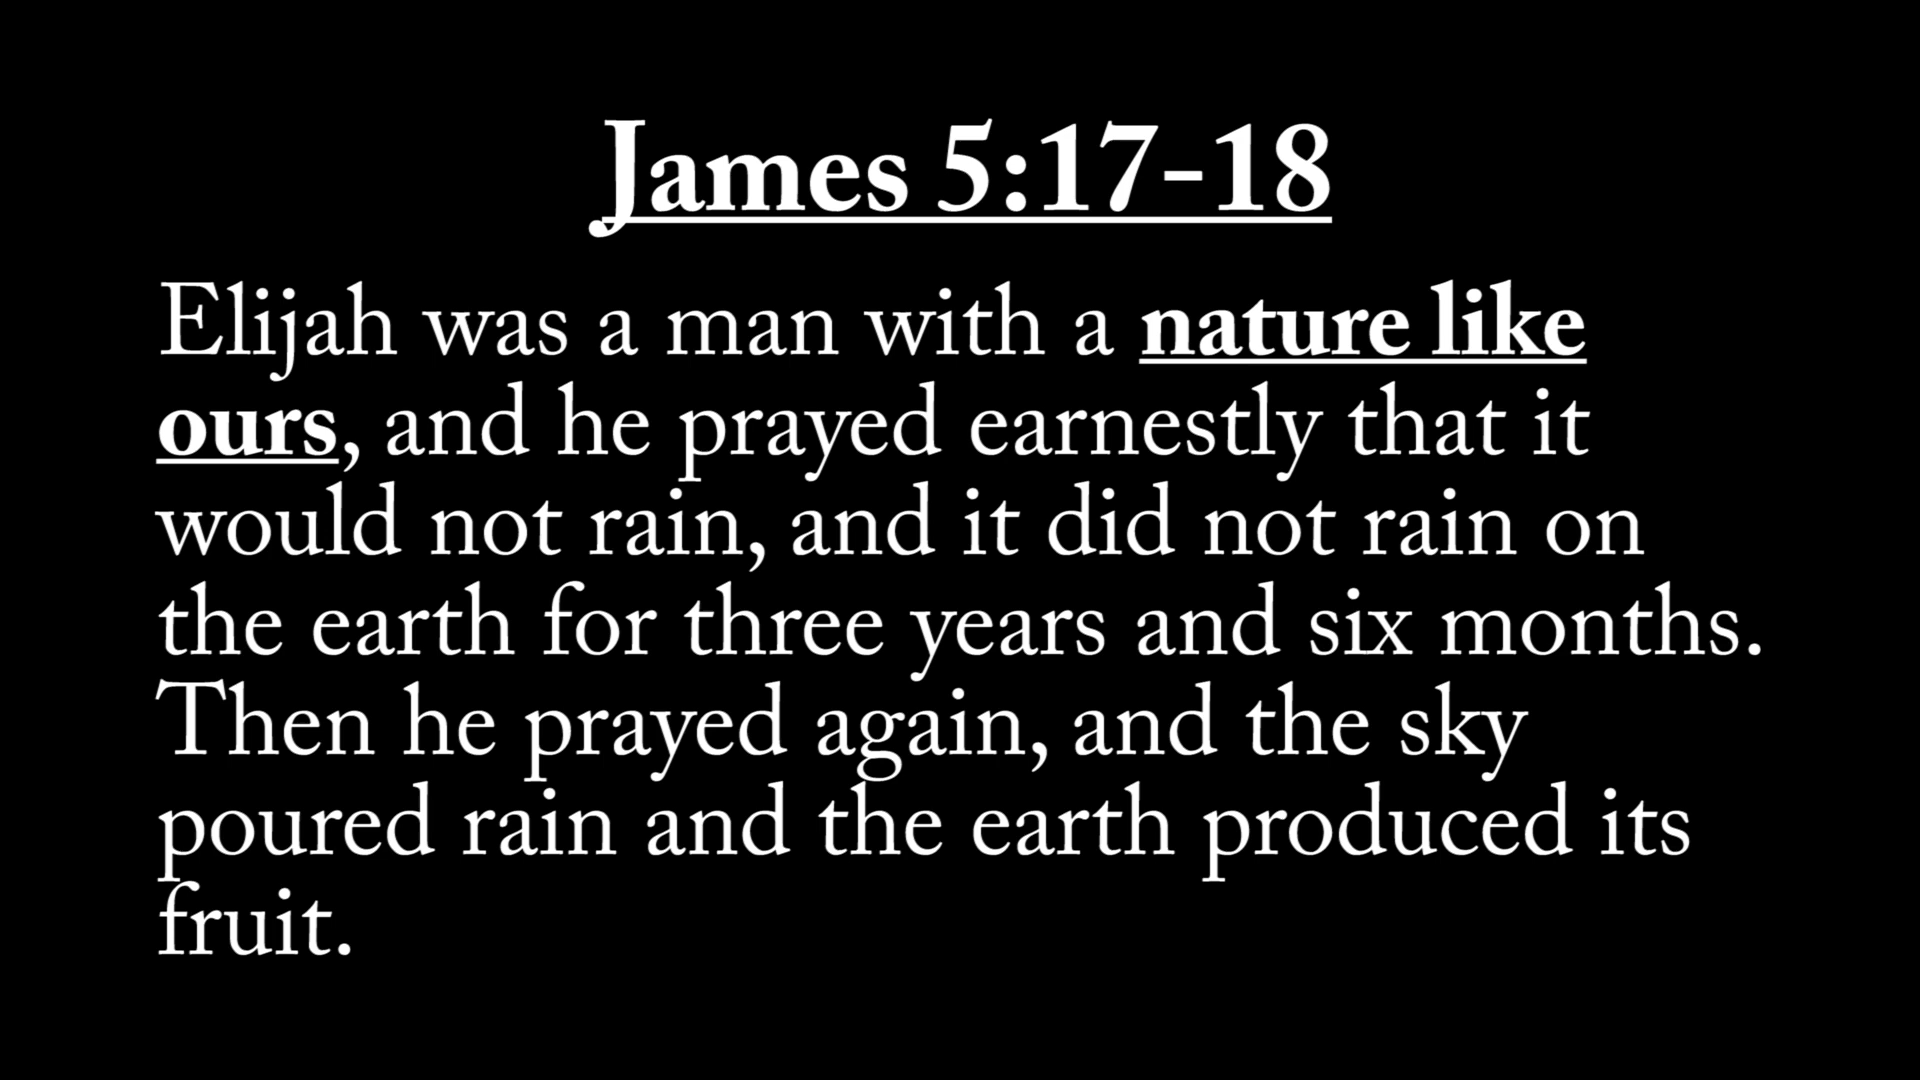 James 5:17-18
Elijah was a man with a nature like
ours, and he prayed earnestly that it
would not rain, and it did not rain on
the earth for three years and six months.
Then he prayed again, and the sky
poured rain and the earth produced its
fruit.